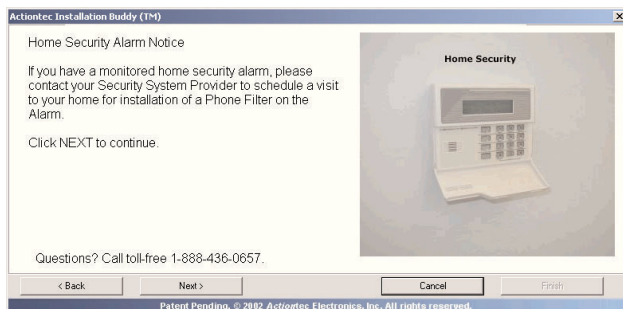 Actiontec Installation Buddy (TM)
Home Security Alarm Notice
If you have a monitored home security alarm, please
contact your Security System Provider to schedule a visit
to your home for installation of a Phone Filter on the
Alarm.
Click NEXT to continue.
Questions? Call toll-free 1-888-436-0657.
Home Security
< Back
Next >
Cancel
Finish
Patent Pending. © 2002 Actiontec Electronics, Inc. All rights reserved.